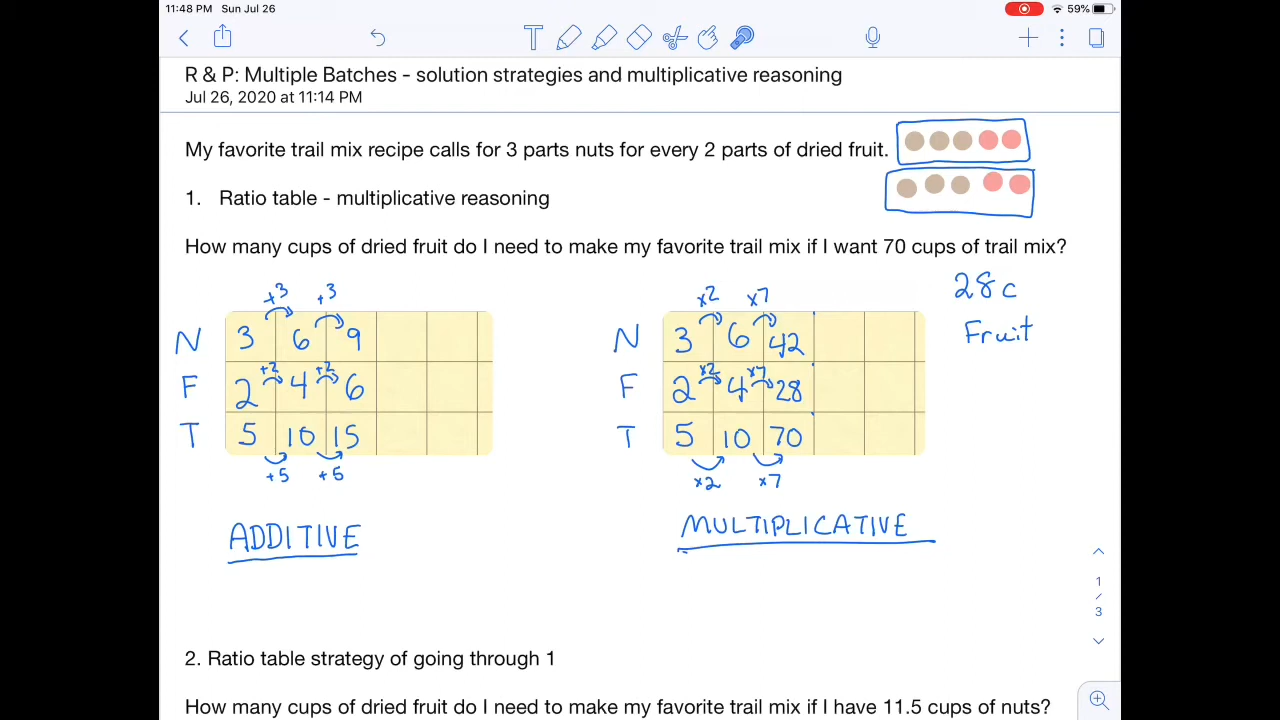 11:48 PM Sun Jul 26
59%
R & P: Multiple Batches - solution strategies and multiplicative reasoning
Jul 26, 2020 at 11:14 PM
My favorite trail mix recipe calls for 3 parts nuts for every 2 parts of dried fruit.
1. Ratio table - multiplicative reasoning
How many cups of dried fruit do I need to make my favorite trail mix if I want 70 cups of trail mix?
28c
Fruit
+3 +3
N 3 6 9
+2 +2
F 2 4 6
T 5 10 15
+5 +5
ADDITIVE
x2 x7
N 3 6 42
x2 x7
F 2 4 28
T 5 10 70
x2 x7
MULTIPLICATIVE
1
/
3
2. Ratio table strategy of going through 1
How many cups of dried fruit do I need to make my favorite trail mix if I have 11.5 cups of nuts?